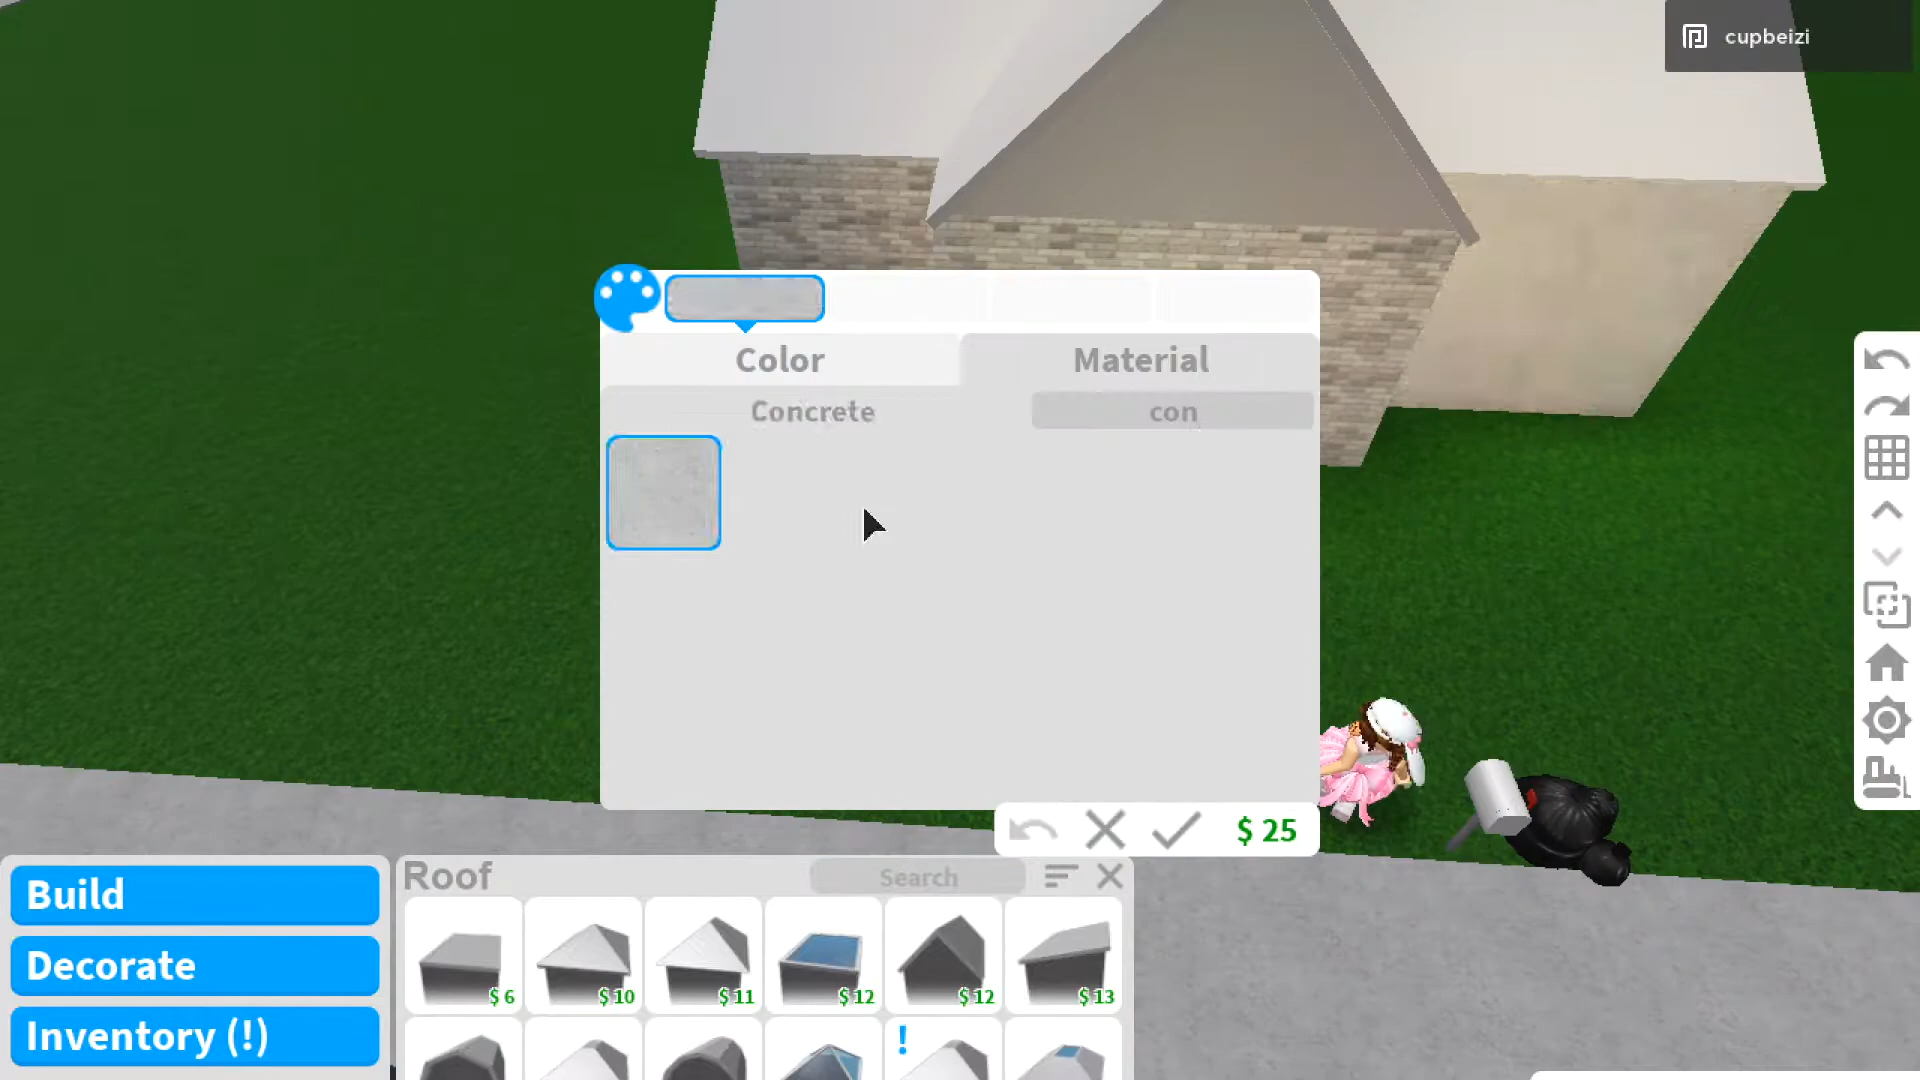 cupbeizi
Color
Material
Concrete
con
$ 25
Build
Decorate
Inventory (!)
Roof
Search
$ 6
$ 10
$ 11
$ 12
$ 12
$ 13
!